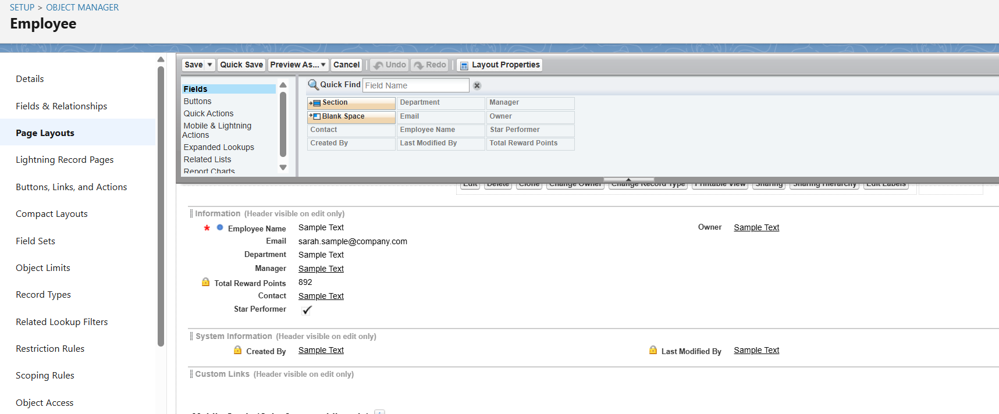 SETUP > OBJECT MANAGER
Employee
Details
Fields & Relationships
Page Layouts
Lightning Record Pages
Buttons, Links, and Actions
Compact Layouts
Field Sets
Object Limits
Record Types
Related Lookup Filters
Restriction Rules
Scoping Rules
Object Access
Save Quick Save Preview As... Cancel Undo Redo Layout Properties
Fields
Buttons
Quick Actions
Mobile & Lightning
Actions
Expanded Lookups
Related Lists
Report Charts
Quick Find Field Name
Section Department Manager
Blank Space Email Owner
Contact Employee Name Star Performer
Created By Last Modified By Total Reward Points
Edit Delete Clone Change Owner Change Record Type Printable View Sharing Sharing Hierarchy Edit Labels
Information (Header visible on edit only)
* Employee Name Sample Text Owner Sample Text
Email sarah.sample@company.com
Department Sample Text
Manager Sample Text
Total Reward Points 892
Contact Sample Text
Star Performer
System Information (Header visible on edit only)
Created By Sample Text Last Modified By Sample Text
Custom Links (Header visible on edit only)